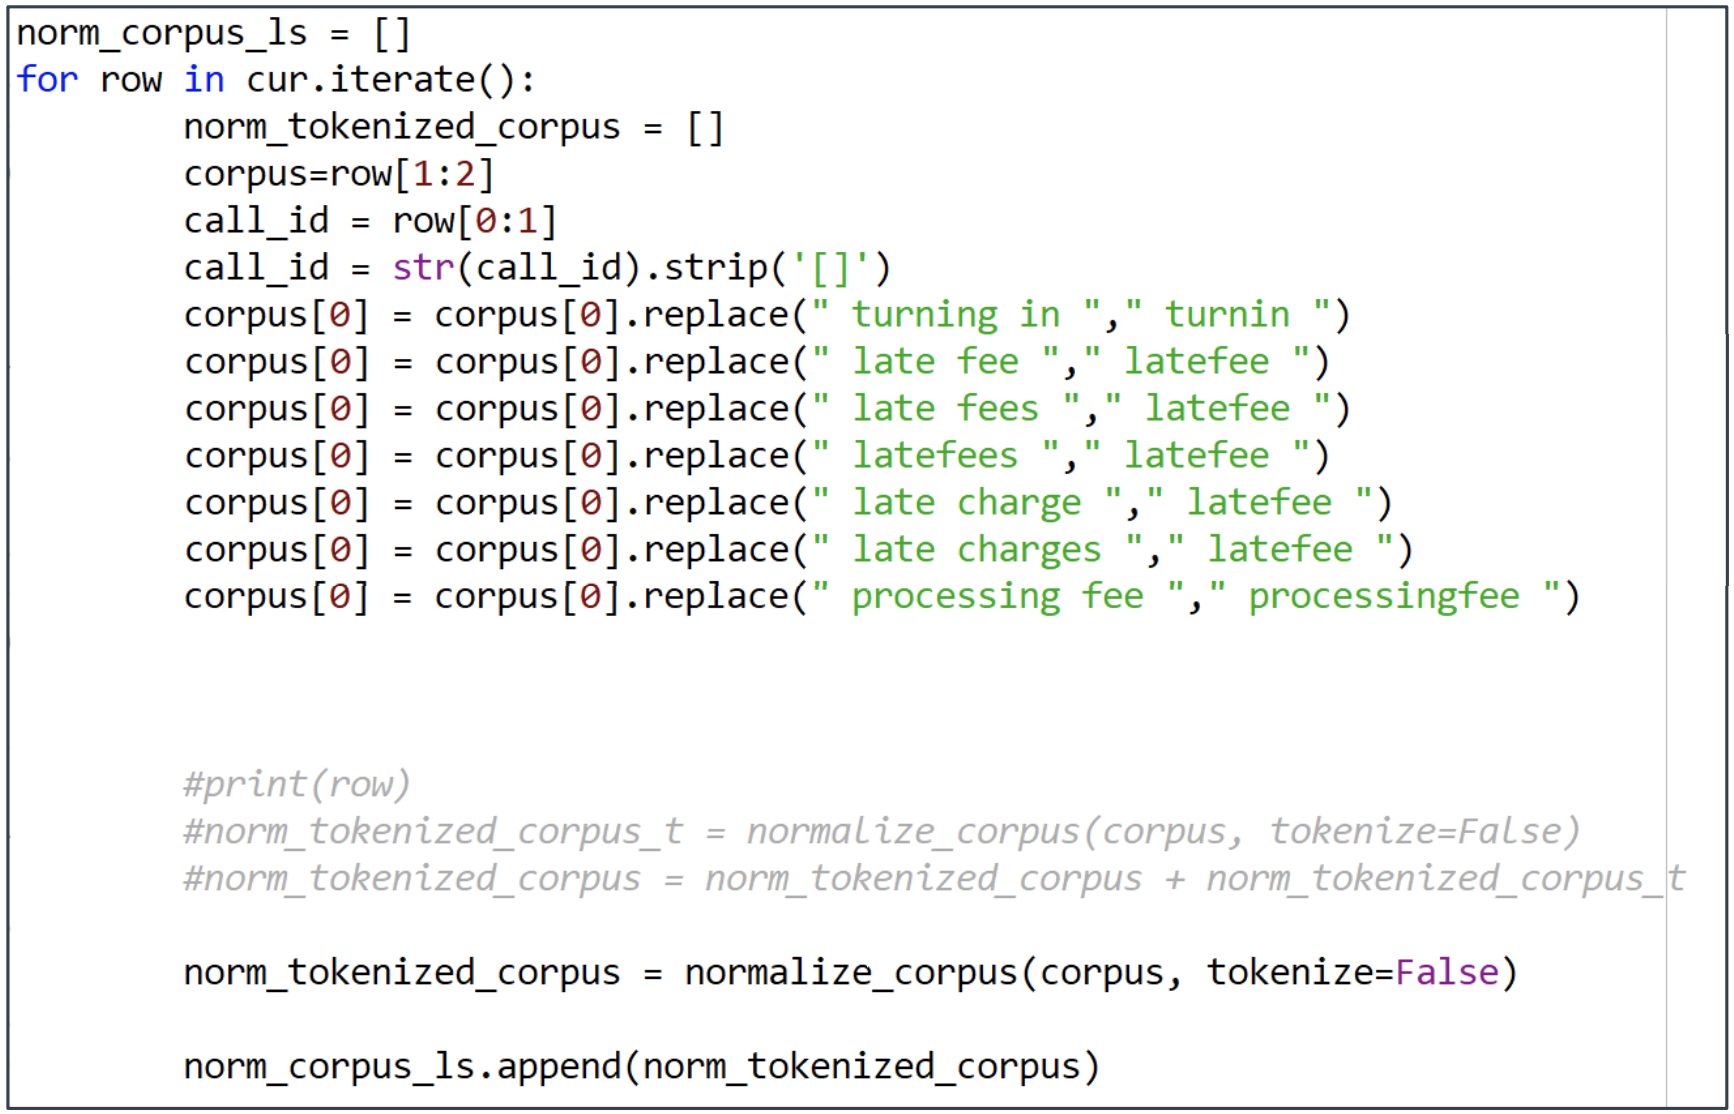 norm_corpus_ls = []
for row in cur.iterate():
        norm_tokenized_corpus = []
        corpus=row[1:2]
        call_id = row[0:1]
        call_id = str(call_id).strip('[]')
        corpus[0] = corpus[0].replace(" turning in "," turnin ")
        corpus[0] = corpus[0].replace(" late fee "," latefee ")
        corpus[0] = corpus[0].replace(" late fees "," latefee ")
        corpus[0] = corpus[0].replace(" latefees "," latefee ")
        corpus[0] = corpus[0].replace(" late charge "," latefee ")
        corpus[0] = corpus[0].replace(" late charges "," latefee ")
        corpus[0] = corpus[0].replace(" processing fee "," processingfee ")
        #print(row)
        #norm_tokenized_corpus_t = normalize_corpus(corpus, tokenize=False)
        #norm_tokenized_corpus = norm_tokenized_corpus + norm_tokenized_corpus_t
        norm_tokenized_corpus = normalize_corpus(corpus, tokenize=False)
        norm_corpus_ls.append(norm_tokenized_corpus)